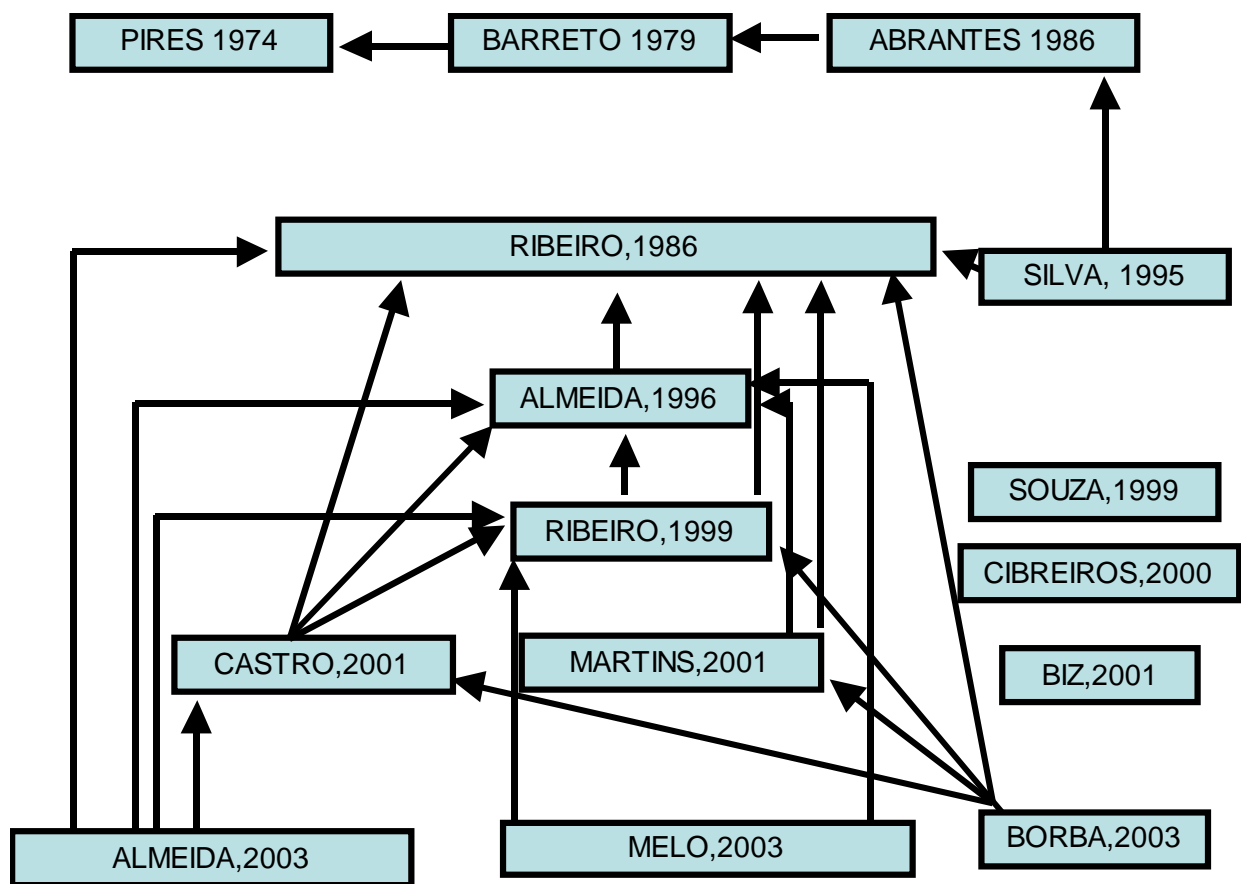 PIRES 1974
BARRETO 1979
ABRANTES 1986
RIBEIRO,1986
SILVA, 1995
ALMEIDA,1996
SOUZA,1999
RIBEIRO,1999
CIBREIROS,2000
CASTRO,2001
MARTINS,2001
BIZ,2001
ALMEIDA,2003
MELO,2003
BORBA,2003